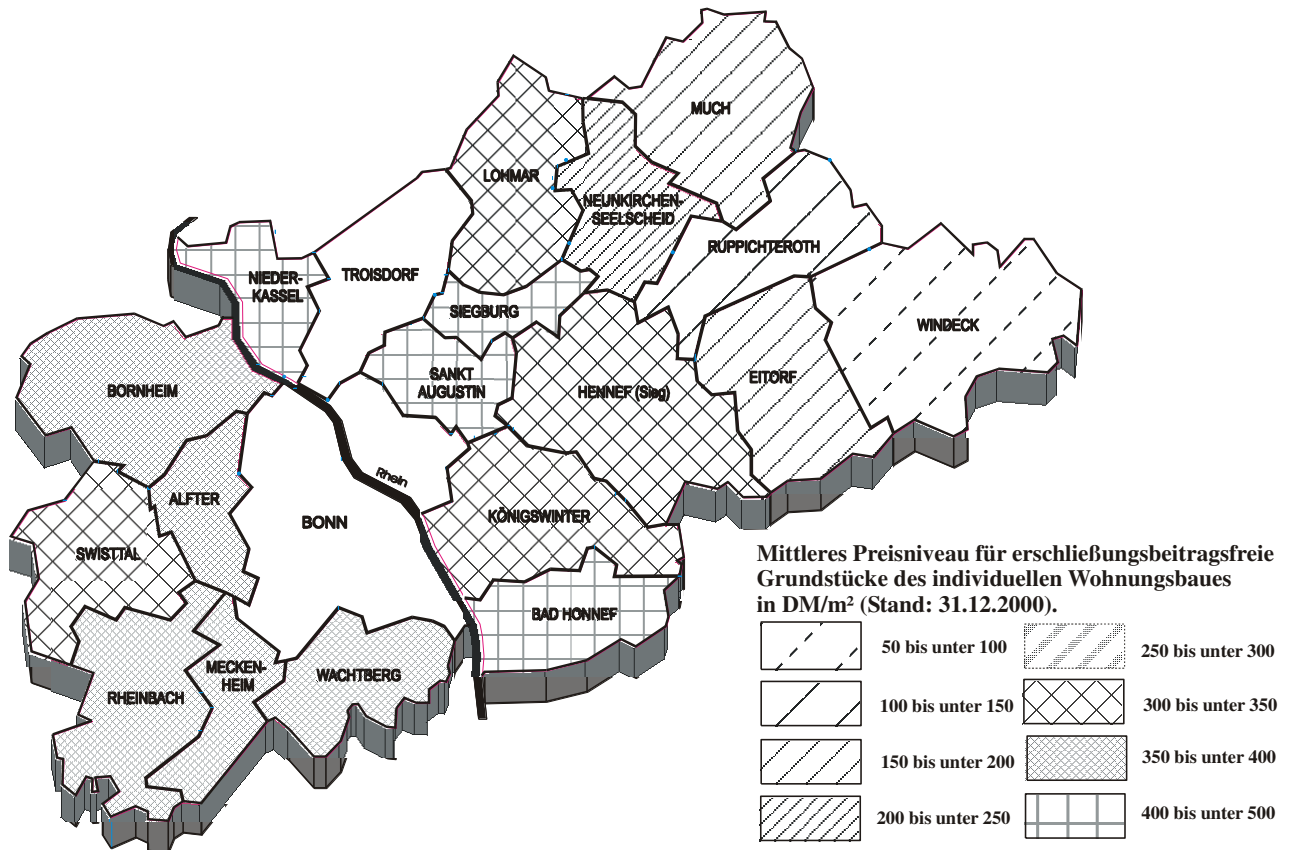 MUCH
LOHMAR
NEUNKIRCHEN-
SEELSCHEID
RUPPICHTEROTH
NIEDER-
KASSEL
TROISDORF
SIEGBURG
WINDECK
SANKT
AUGUSTIN
EITORF
BORNHEIM
HENNEF (Sieg)
Rhein
ALFTER
BONN
KÖNIGSWINTER
SWISTTAL
BAD HONNEF
MECKEN-
HEIM
WACHTBERG
RHEINBACH
Mittleres Preisniveau für erschließungsbeitragsfreie
Grundstücke des individuellen Wohnungsbaues
in DM/m² (Stand: 31.12.2000).
50 bis unter 100
100 bis unter 150
150 bis unter 200
200 bis unter 250
250 bis unter 300
300 bis unter 350
350 bis unter 400
400 bis unter 500